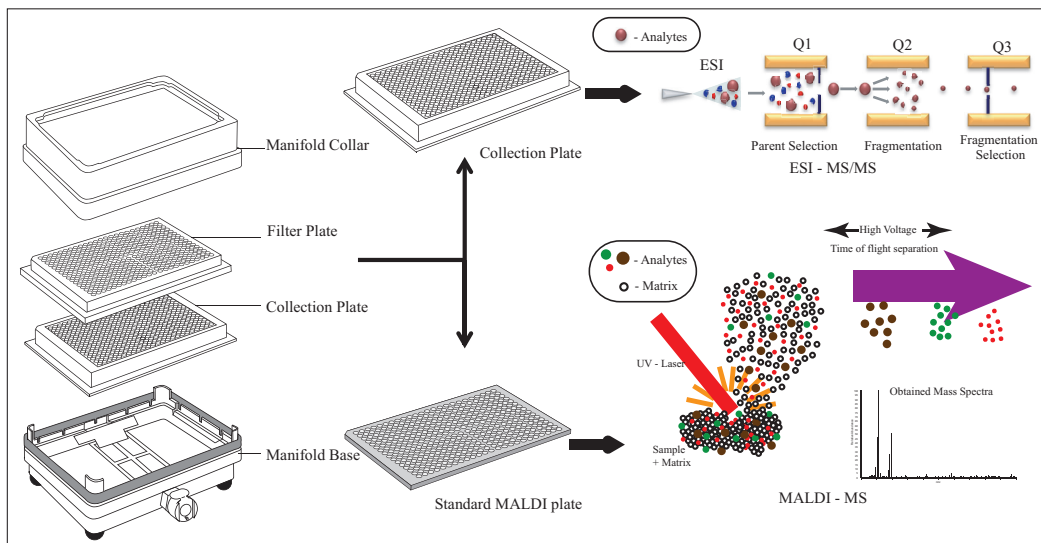 Manifold Collar
Filter Plate
Collection Plate
Manifold Base
Collection Plate
Standard MALDI plate
- Analytes
ESI
Q1
Q2
Q3
Parent Selection
Fragmentation
Fragmentation
Selection
ESI - MS/MS
- Analytes
- Matrix
UV - Laser
Sample
+ Matrix
MALDI - MS
High Voltage
Time of flight separation
Obtained Mass Spectra